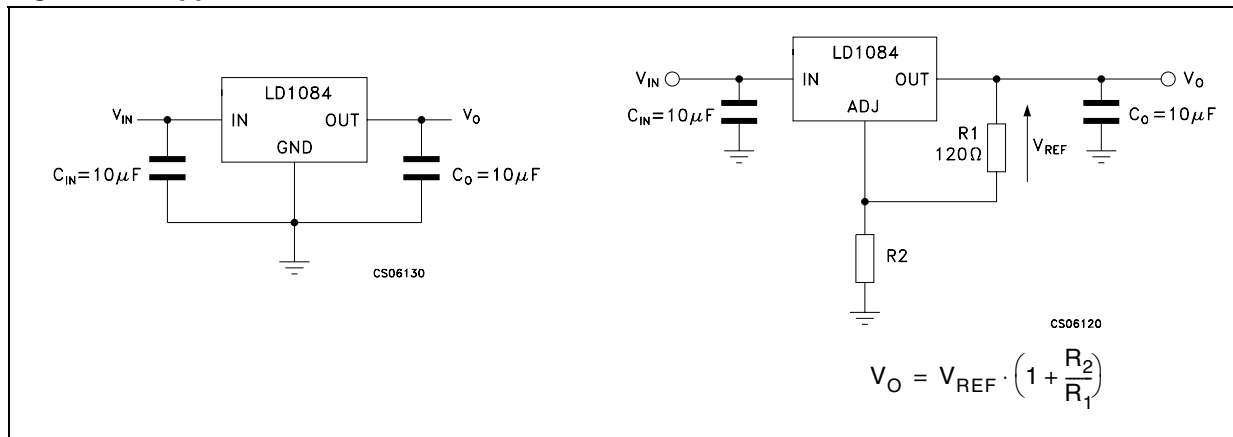 LD1084
V_IN
IN
OUT
V_O
GND
C_IN=10μF
C_O=10μF
CS06130
LD1084
V_IN
IN
OUT
V_O
ADJ
C_IN=10μF
R1
120Ω
V_REF
C_O=10μF
R2
CS06120
V_O = V_REF · (1 + R_2/R_1)